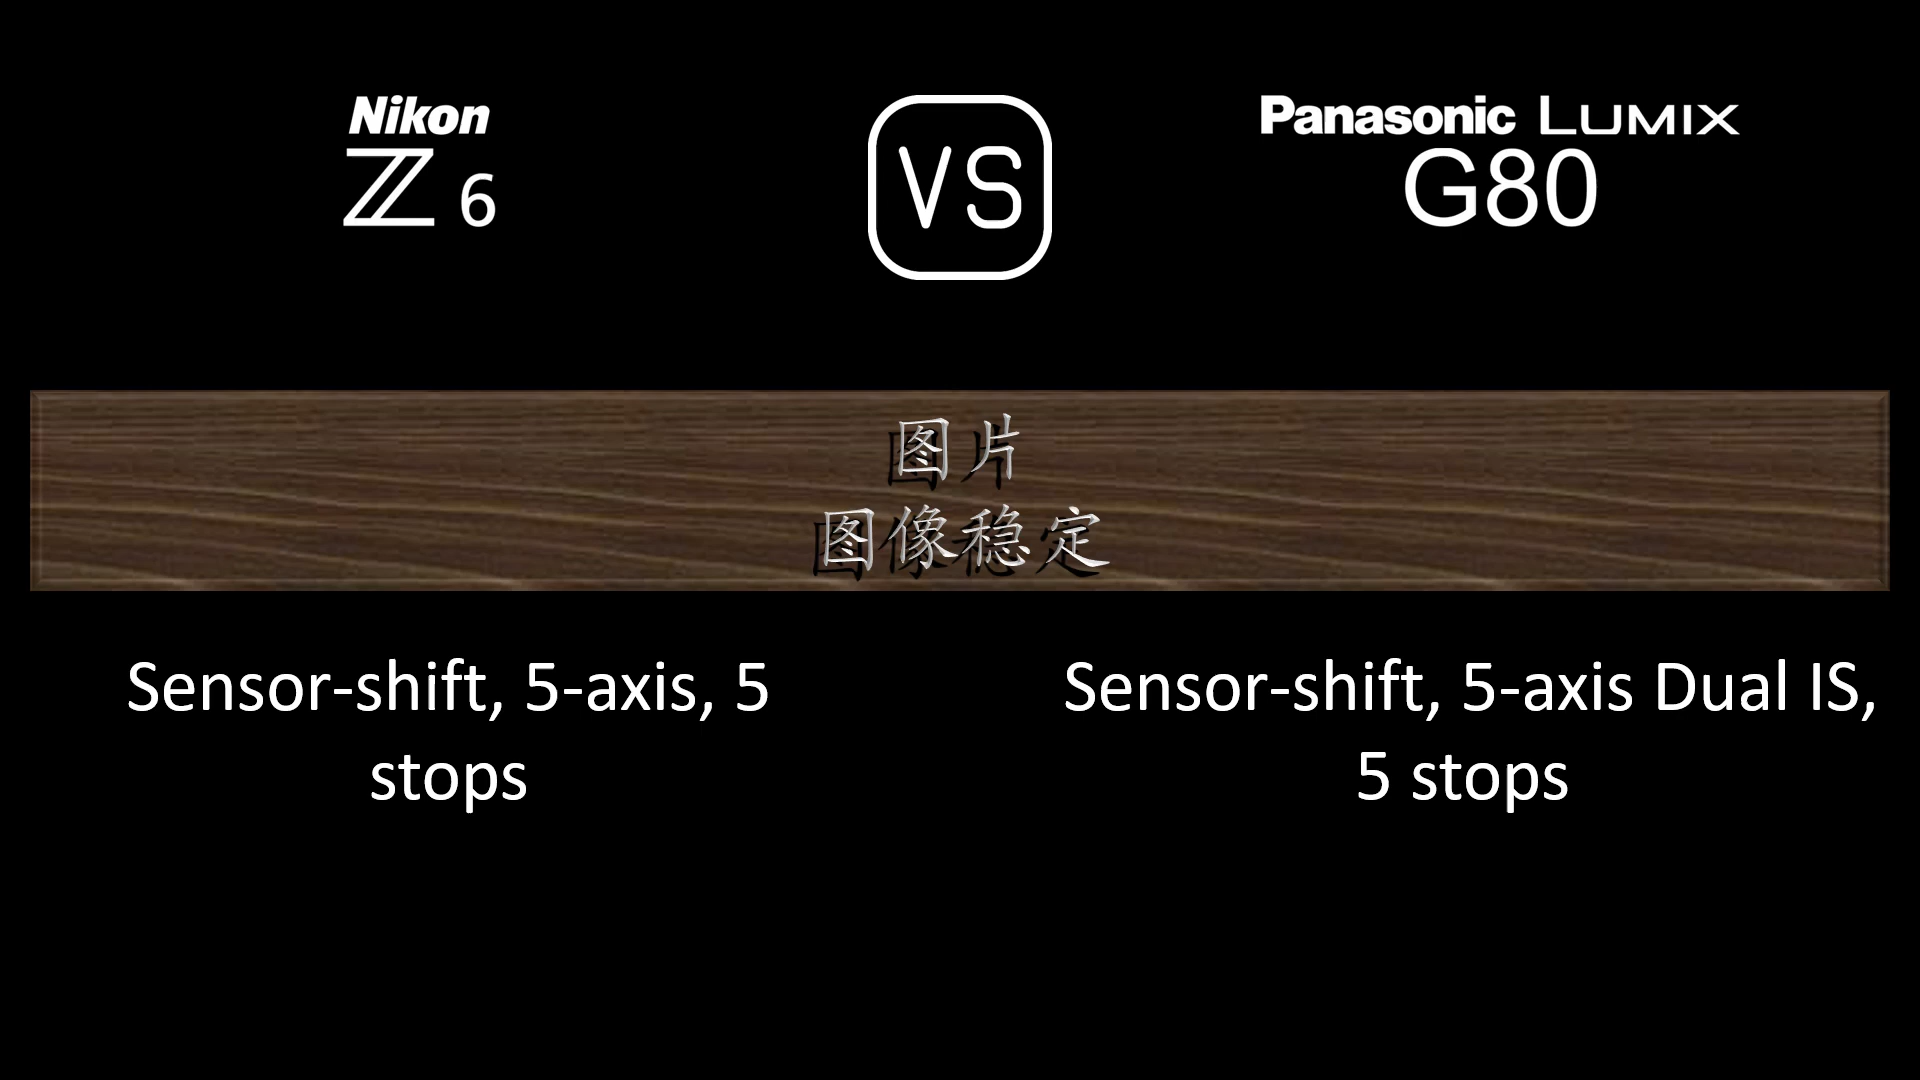 Nikon
Z 6
VS
Panasonic LUMIX
G80
图片
图像稳定
Sensor-shift, 5-axis, 5
stops
Sensor-shift, 5-axis Dual IS,
5 stops